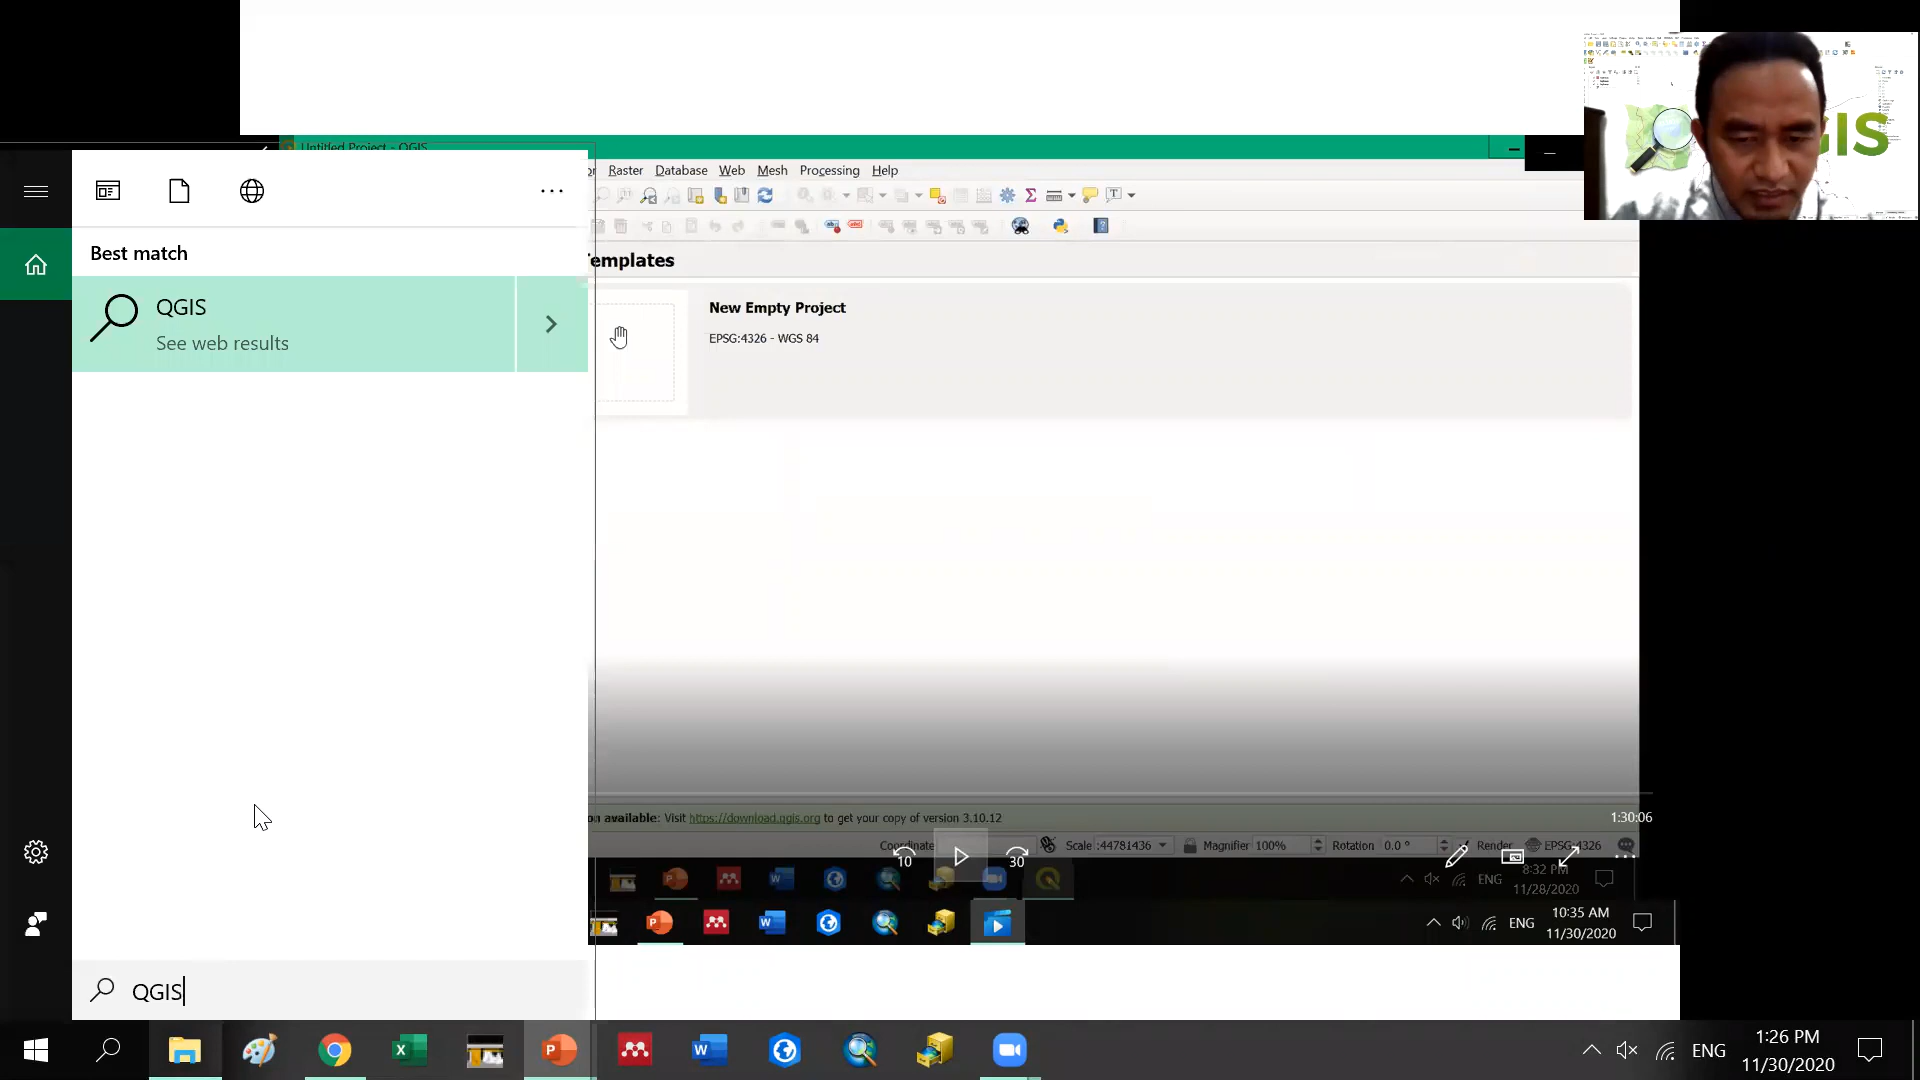 Untitled Project - QGIS
Raster Database Web Mesh Processing Help
GIS
Best match
QGIS
See web results
emplates
New Empty Project
EPSG:4326 - WGS 84
1:30:06
available: Visit https://download.qgis.org to get your copy of version 3.10.12
Coordinate Scale :44781436 Magnifier 100% Rotation 0.0 ° Render EPSG:4326
10
30
ENG
8:32 PM
11/28/2020
ENG
10:35 AM
11/30/2020
QGIS
ENG
1:26 PM
11/30/2020